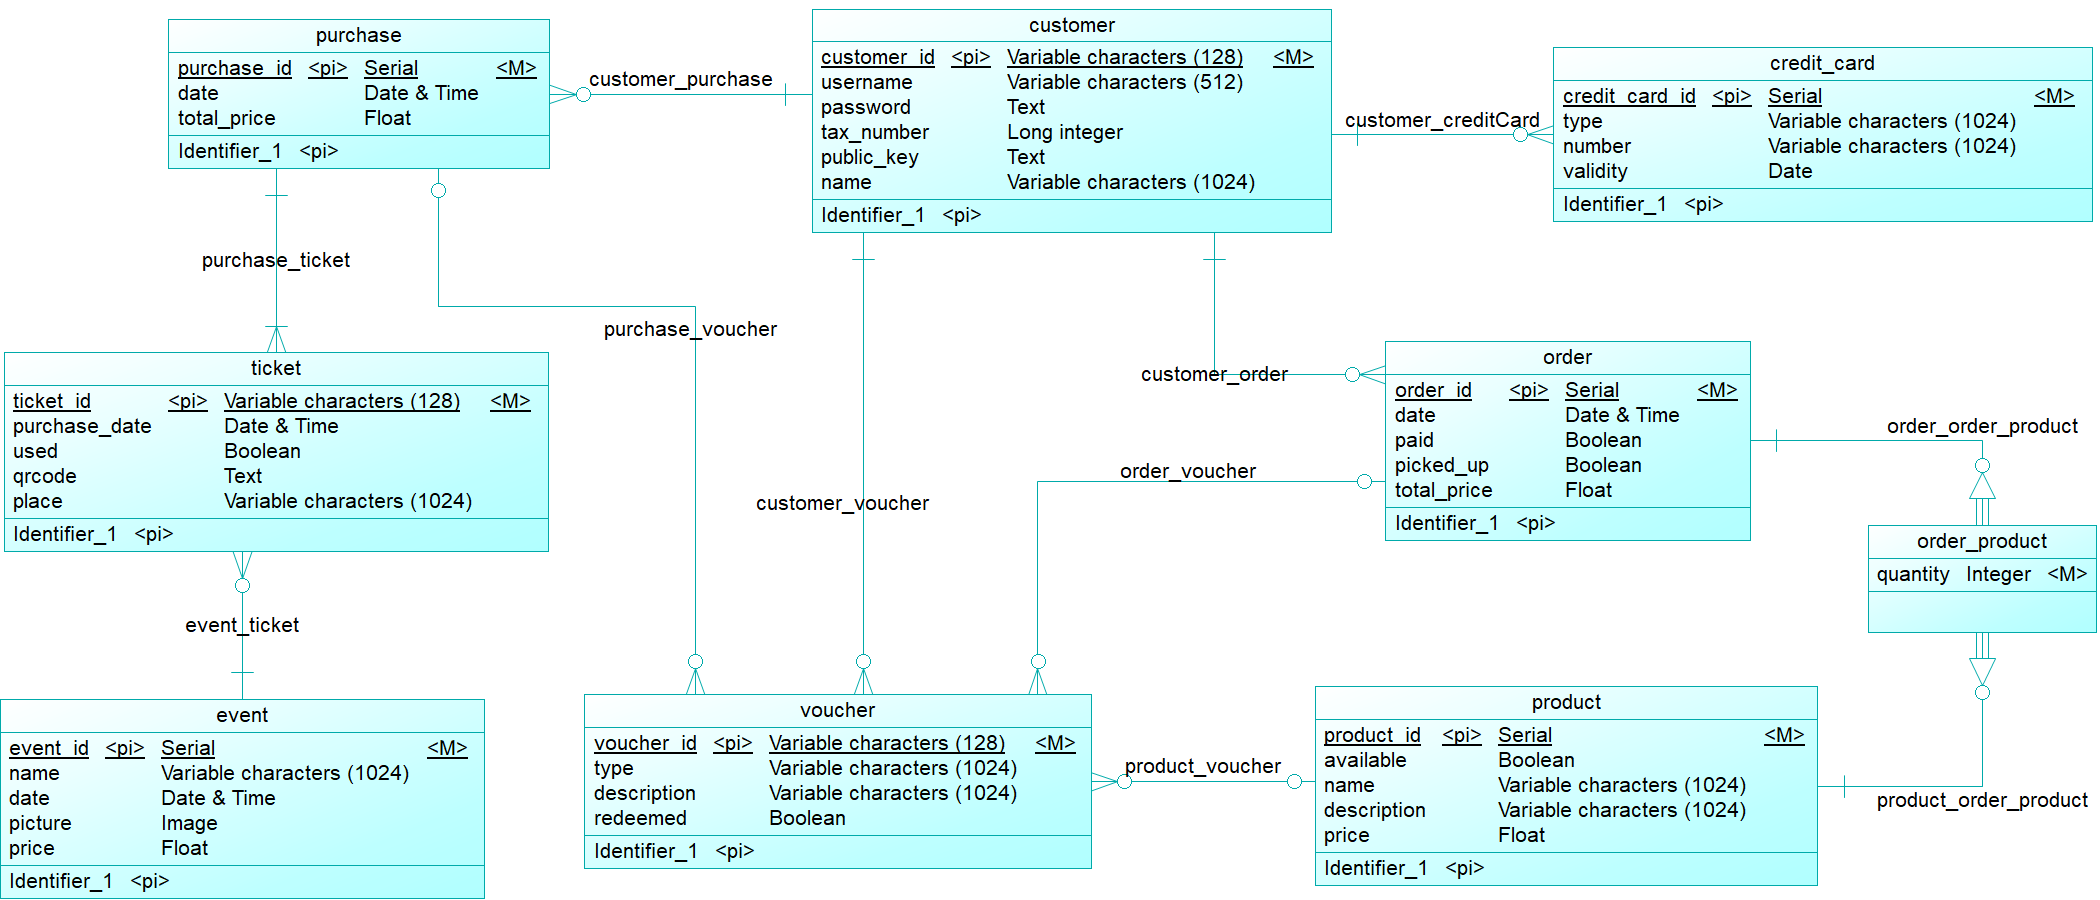 purchase
purchase_id <pi> Serial <M>
date Date & Time
total_price Float
Identifier_1 <pi>
customer_purchase
customer
customer_id <pi> Variable characters (128) <M>
username Variable characters (512)
password Text
tax_number Long integer
public_key Text
name Variable characters (1024)
Identifier_1 <pi>
customer_creditCard
credit_card
credit_card_id <pi> Serial <M>
type Variable characters (1024)
number Variable characters (1024)
validity Date
Identifier_1 <pi>
purchase_ticket
purchase_voucher
customer_order
ticket
ticket_id <pi> Variable characters (128) <M>
purchase_date Date & Time
used Boolean
qrcode Text
place Variable characters (1024)
Identifier_1 <pi>
order
order_id <pi> Serial <M>
date Date & Time
paid Boolean
picked_up Boolean
total_price Float
Identifier_1 <pi>
order_order_product
order_voucher
customer_voucher
order_product
quantity Integer <M>
event_ticket
event
event_id <pi> Serial <M>
name Variable characters (1024)
date Date & Time
picture Image
price Float
Identifier_1 <pi>
voucher
voucher_id <pi> Variable characters (128) <M>
type Variable characters (1024)
description Variable characters (1024)
redeemed Boolean
Identifier_1 <pi>
product_voucher
product
product_id <pi> Serial <M>
available Boolean
name Variable characters (1024)
description Variable characters (1024)
price Float
Identifier_1 <pi>
product_order_product